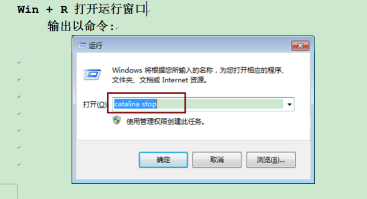 Win + R 打开运行窗口
输出以命令:
运行
Windows 将根据您所输入的名称，为您打开相应的程序、
文件夹、文档或 Internet 资源。
打开(O): catalina stop
使用管理权限创建此任务。
确定 取消 浏览(B)...